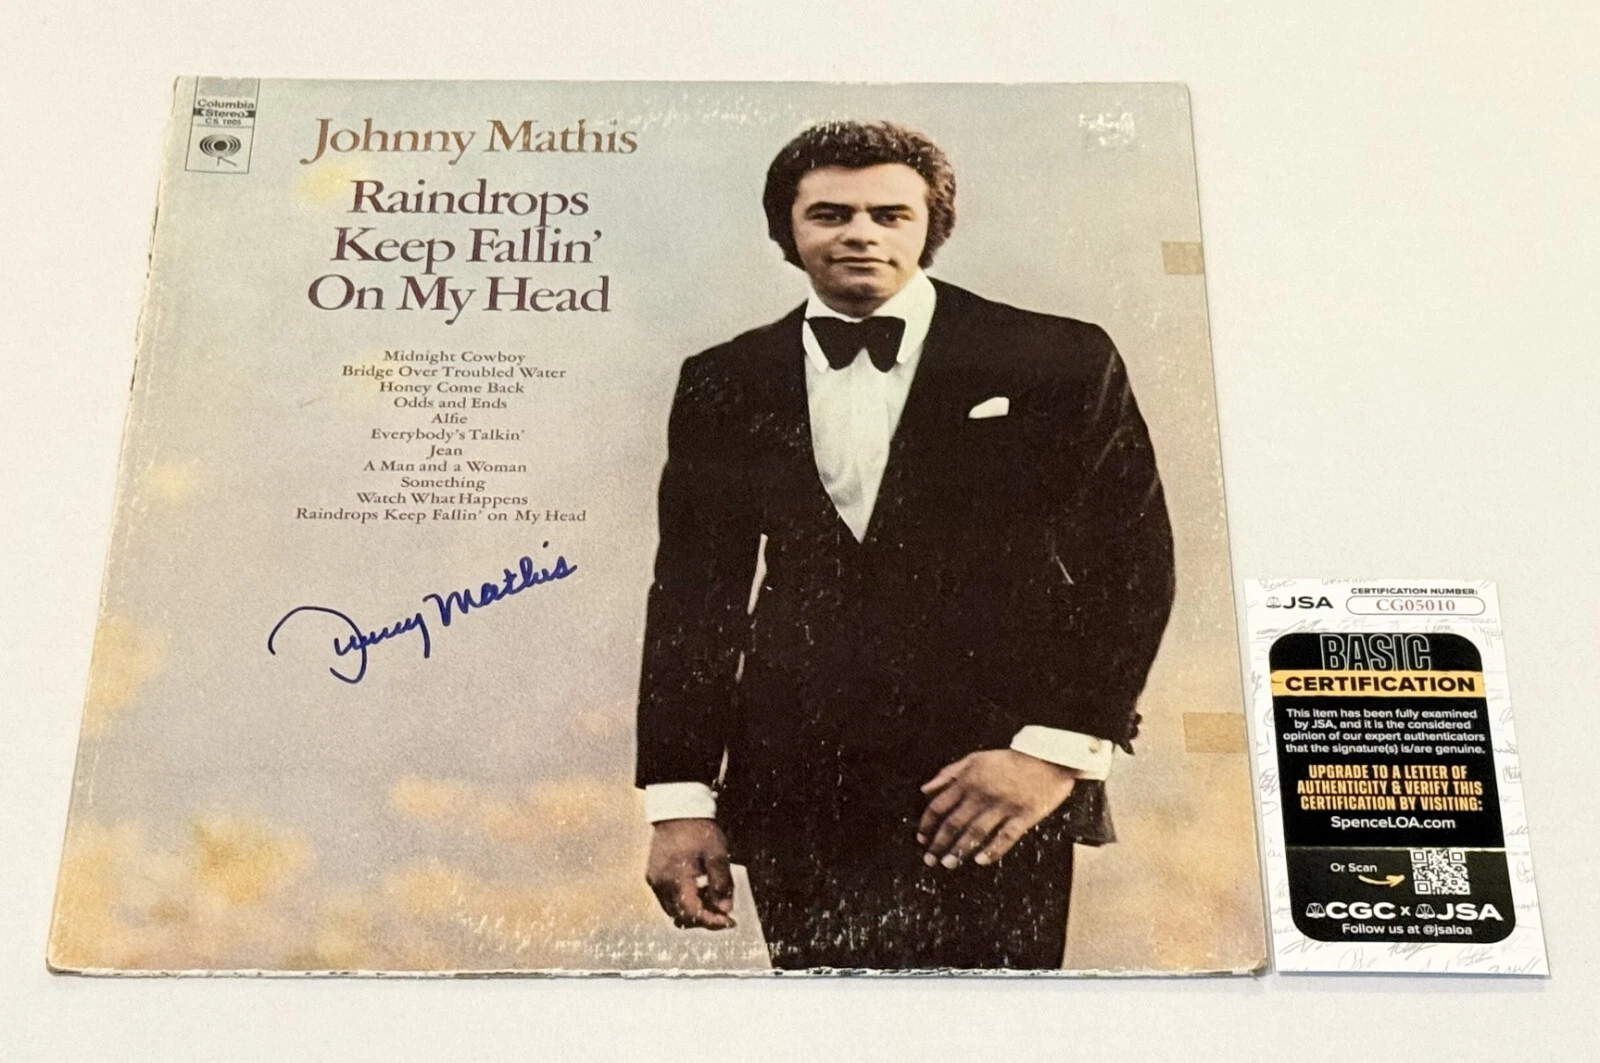 Columbia
Stereo
Johnny Mathis
Raindrops
Keep Fallin'
On My Head
Midnight Cowboy
Bridge Over Troubled Water
Honey Come Back
Odds and Ends
Alfie
Everybody's Talkin'
Jean
A Man and a Woman
Something
Watch What Happens
Raindrops Keep Fallin' on My Head
Johnny Mathis
JSA
CERTIFICATION NUMBER:
CG05010
BASIC
CERTIFICATION
This item has been fully examined
by JSA, and it is the considered
opinion of our expert authenticators
that the signature(s) is/are genuine.
UPGRADE TO A LETTER OF
AUTHENTICITY & VERIFY THIS
CERTIFICATION BY VISITING:
SpenceLOA.com
Or Scan
CGC x JSA
Follow us at @jsaloa